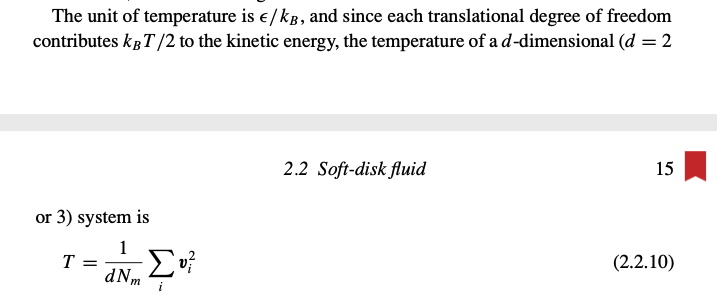 The unit of temperature is ϵ/k_B, and since each translational degree of freedom
contributes k_BT/2 to the kinetic energy, the temperature of a d-dimensional (d = 2
2.2 Soft-disk fluid 15
or 3) system is
T = \frac{1}{dN_m} \sum_i v_i^2 (2.2.10)